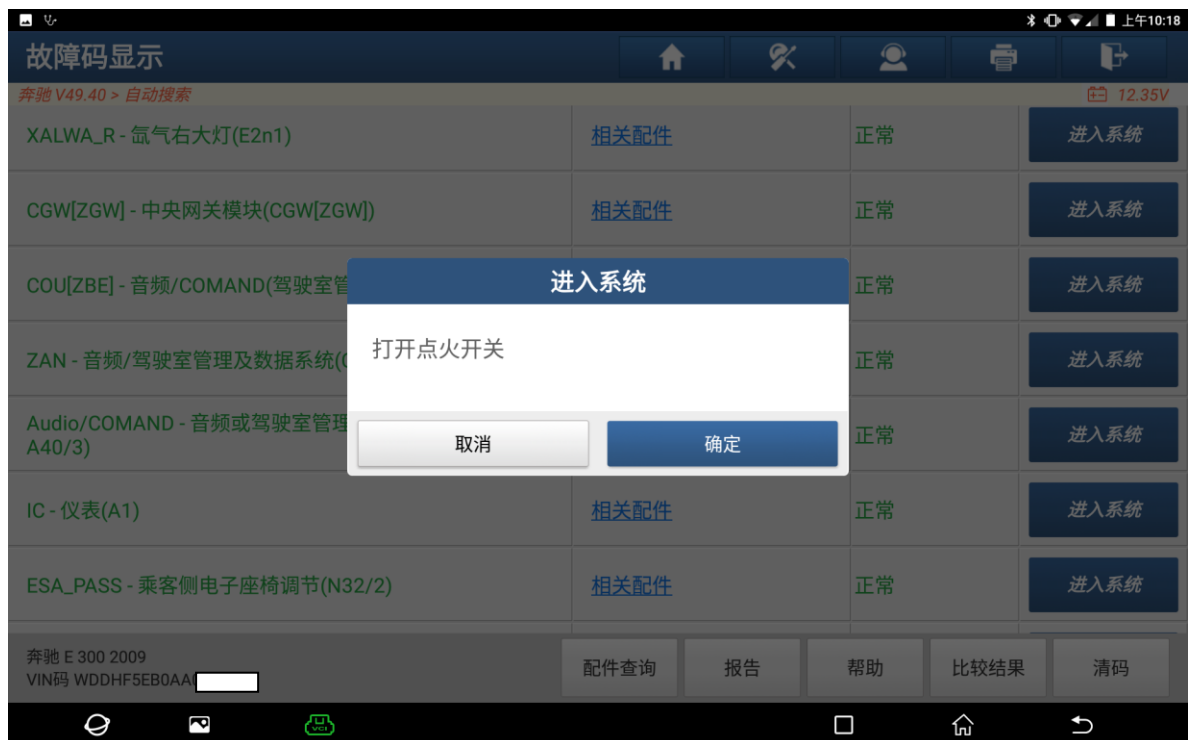 上午10:18
故障码显示
奔驰 V49.40 > 自动搜索
12.35V
XALWA_R - 氙气右大灯(E2n1)
相关配件
正常
进入系统
CGW[ZGW] - 中央网关模块(CGW[ZGW])
相关配件
正常
进入系统
COU[ZBE] - 音频/COMAND(驾驶室管
正常
进入系统
ZAN - 音频/驾驶室管理及数据系统(
正常
进入系统
Audio/COMAND - 音频或驾驶室管理
A40/3)
正常
进入系统
IC - 仪表(A1)
相关配件
正常
进入系统
ESA_PASS - 乘客侧电子座椅调节(N32/2)
相关配件
正常
进入系统
进入系统
打开点火开关
取消
确定
奔驰 E 300 2009
VIN码 WDDHF5EB0AA
配件查询
报告
帮助
比较结果
清码
VCI